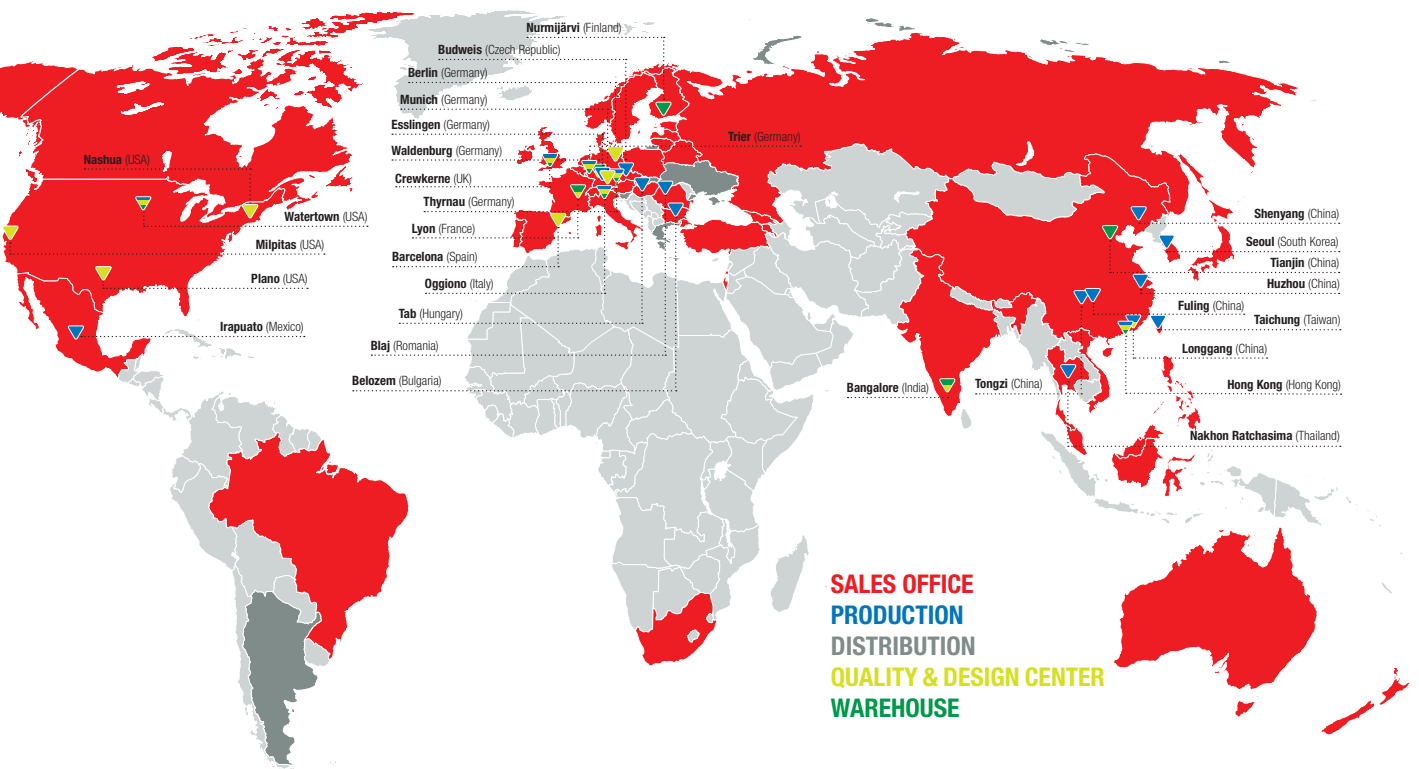 Nurmijärvi (Finland)
Budweis (Czech Republic)
Berlin (Germany)
Munich (Germany)
Esslingen (Germany)
Waldenburg (Germany)
Crewkerne (UK)
Thyrnau (Germany)
Lyon (France)
Barcelona (Spain)
Oggiono (Italy)
Tab (Hungary)
Blaj (Romania)
Belozem (Bulgaria)
Trier (Germany)
Nashua (USA)
Watertown (USA)
Milpitas (USA)
Plano (USA)
Irapuato (Mexico)
Shenyang (China)
Seoul (South Korea)
Tianjin (China)
Huzhou (China)
Fuling (China)
Taichung (Taiwan)
Longgang (China)
Bangalore (India)
Tongzi (China)
Hong Kong (Hong Kong)
Nakhon Ratchasima (Thailand)
SALES OFFICE
PRODUCTION
DISTRIBUTION
QUALITY & DESIGN CENTER
WAREHOUSE